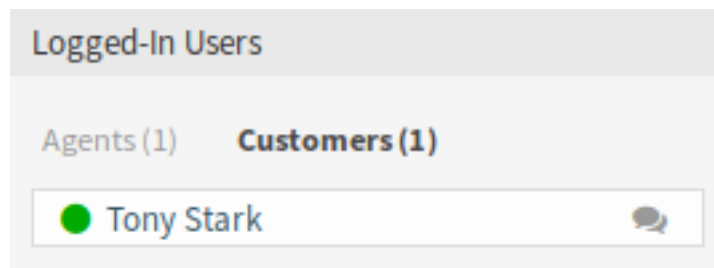 Logged-In Users
Agents (1) Customers (1)
Tony Stark